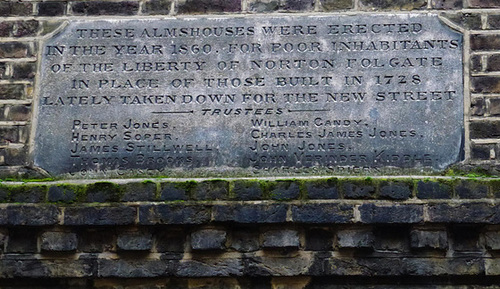 THESE ALMSHOUSES WERE ERECTED
IN THE YEAR 1860, FOR POOR INHABITANTS
OF THE LIBERTY OF NORTON FOLGATE
IN PLACE OF THOSE BUILT IN 1728
LATELY TAKEN DOWN FOR THE NEW STREET
TRUSTEES
PETER JONES, WILLIAM GANDY,
HENRY SOPER, CHARLES JAMES JONES,
JAMES STILLWELL, JOHN JONES,
JOHN